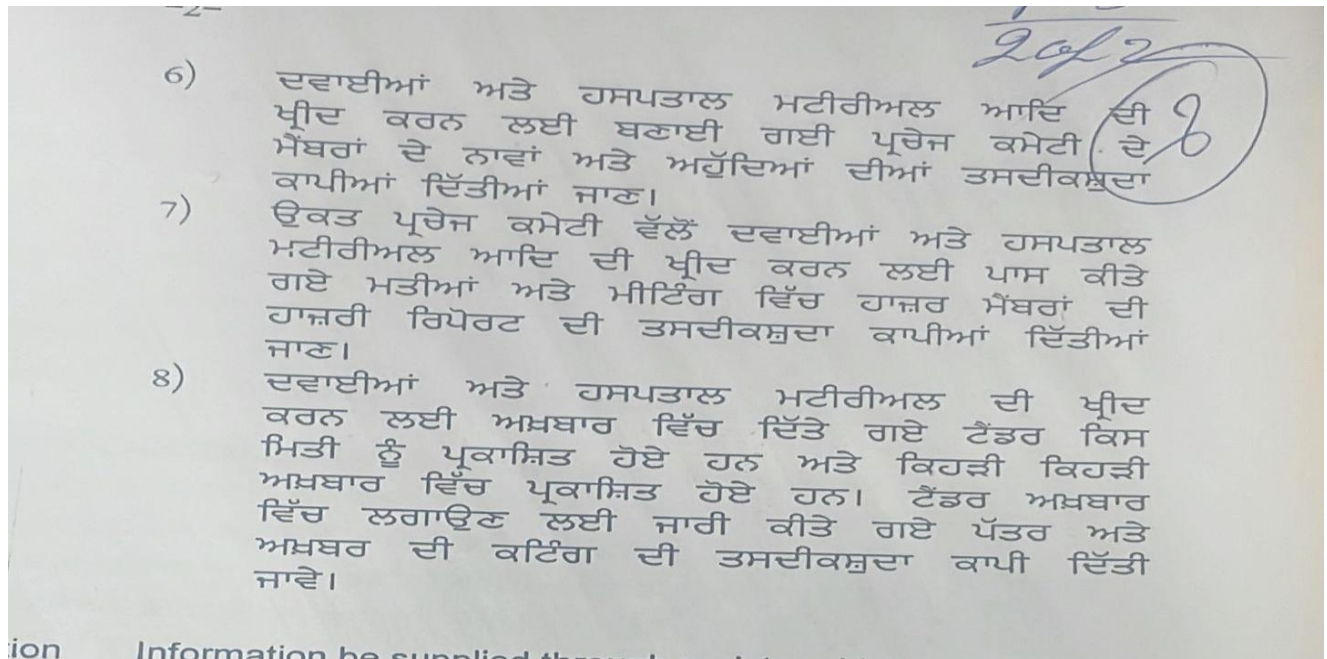 -2-
2 of 2
8
6) ਦਵਾਈਆਂ ਅਤੇ ਹਸਪਤਾਲ ਮਟੀਰੀਅਲ ਆਦਿ ਦੀ
ਖ੍ਰੀਦ ਕਰਨ ਲਈ ਬਣਾਈ ਗਈ ਪ੍ਰਚੇਜ ਕਮੇਟੀ ਦੇ
ਮੈਂਬਰਾਂ ਦੇ ਨਾਵਾਂ ਅਤੇ ਅਹੁੱਦਿਆਂ ਦੀਆਂ ਤਸਦੀਕਸ਼ੁਦਾ
ਕਾਪੀਆਂ ਦਿੱਤੀਆਂ ਜਾਣ।
7) ਉਕਤ ਪ੍ਰਚੇਜ ਕਮੇਟੀ ਵੱਲੋਂ ਦਵਾਈਆਂ ਅਤੇ ਹਸਪਤਾਲ
ਮਟੀਰੀਅਲ ਆਦਿ ਦੀ ਖ੍ਰੀਦ ਕਰਨ ਲਈ ਪਾਸ ਕੀਤੇ
ਗਏ ਮਤੀਆਂ ਅਤੇ ਮੀਟਿੰਗ ਵਿੱਚ ਹਾਜ਼ਰ ਮੈਂਬਰਾਂ ਦੀ
ਹਾਜ਼ਰੀ ਰਿਪੋਰਟ ਦੀ ਤਸਦੀਕਸ਼ੁਦਾ ਕਾਪੀਆਂ ਦਿੱਤੀਆਂ
ਜਾਣ।
8) ਦਵਾਈਆਂ ਅਤੇ ਹਸਪਤਾਲ ਮਟੀਰੀਅਲ ਦੀ ਖ੍ਰੀਦ
ਕਰਨ ਲਈ ਅਖ਼ਬਾਰ ਵਿੱਚ ਦਿੱਤੇ ਗਏ ਟੈਂਡਰ ਕਿਸ
ਮਿਤੀ ਨੂੰ ਪ੍ਰਕਾਸ਼ਿਤ ਹੋਏ ਹਨ ਅਤੇ ਕਿਹੜੀ ਕਿਹੜੀ
ਅਖ਼ਬਾਰ ਵਿੱਚ ਪ੍ਰਕਾਸ਼ਿਤ ਹੋਏ ਹਨ। ਟੈਂਡਰ ਅਖ਼ਬਾਰ
ਵਿੱਚ ਲਗਾਉਣ ਲਈ ਜਾਰੀ ਕੀਤੇ ਗਏ ਪੱਤਰ ਅਤੇ
ਅਖ਼ਬਰ ਦੀ ਕਟਿੰਗ ਦੀ ਤਸਦੀਕਸ਼ੁਦਾ ਕਾਪੀ ਦਿੱਤੀ
ਜਾਵੇ।
Information be supplied